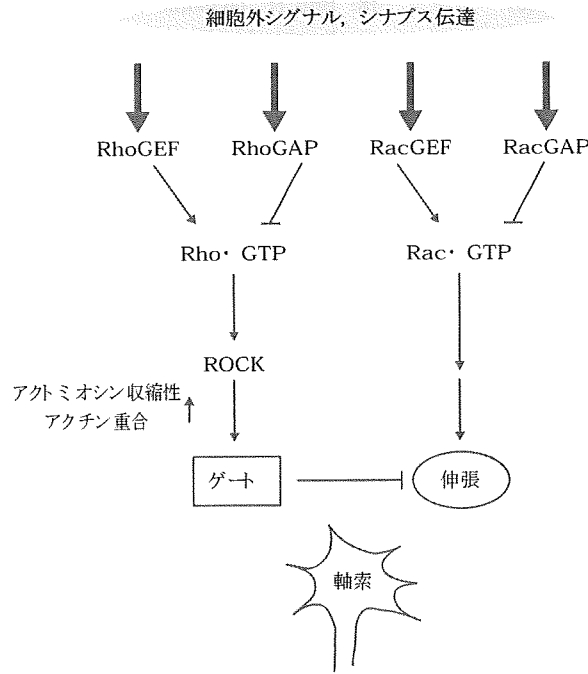 細胞外シグナル，シナプス伝達
RhoGEF RhoGAP RacGEF RacGAP
Rho・GTP Rac・GTP
ROCK
アクトミオシン収縮性
アクチン重合
ゲート 伸張
軸索